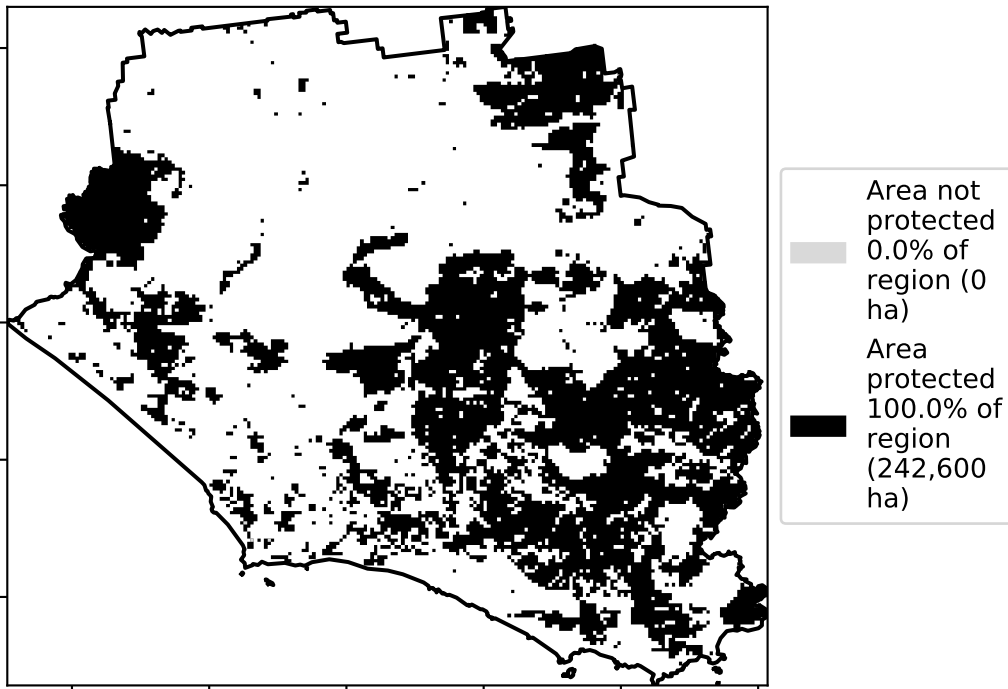 Area not
protected
0.0% of
region (0
ha)
Area
protected
100.0% of
region
(242,600
ha)